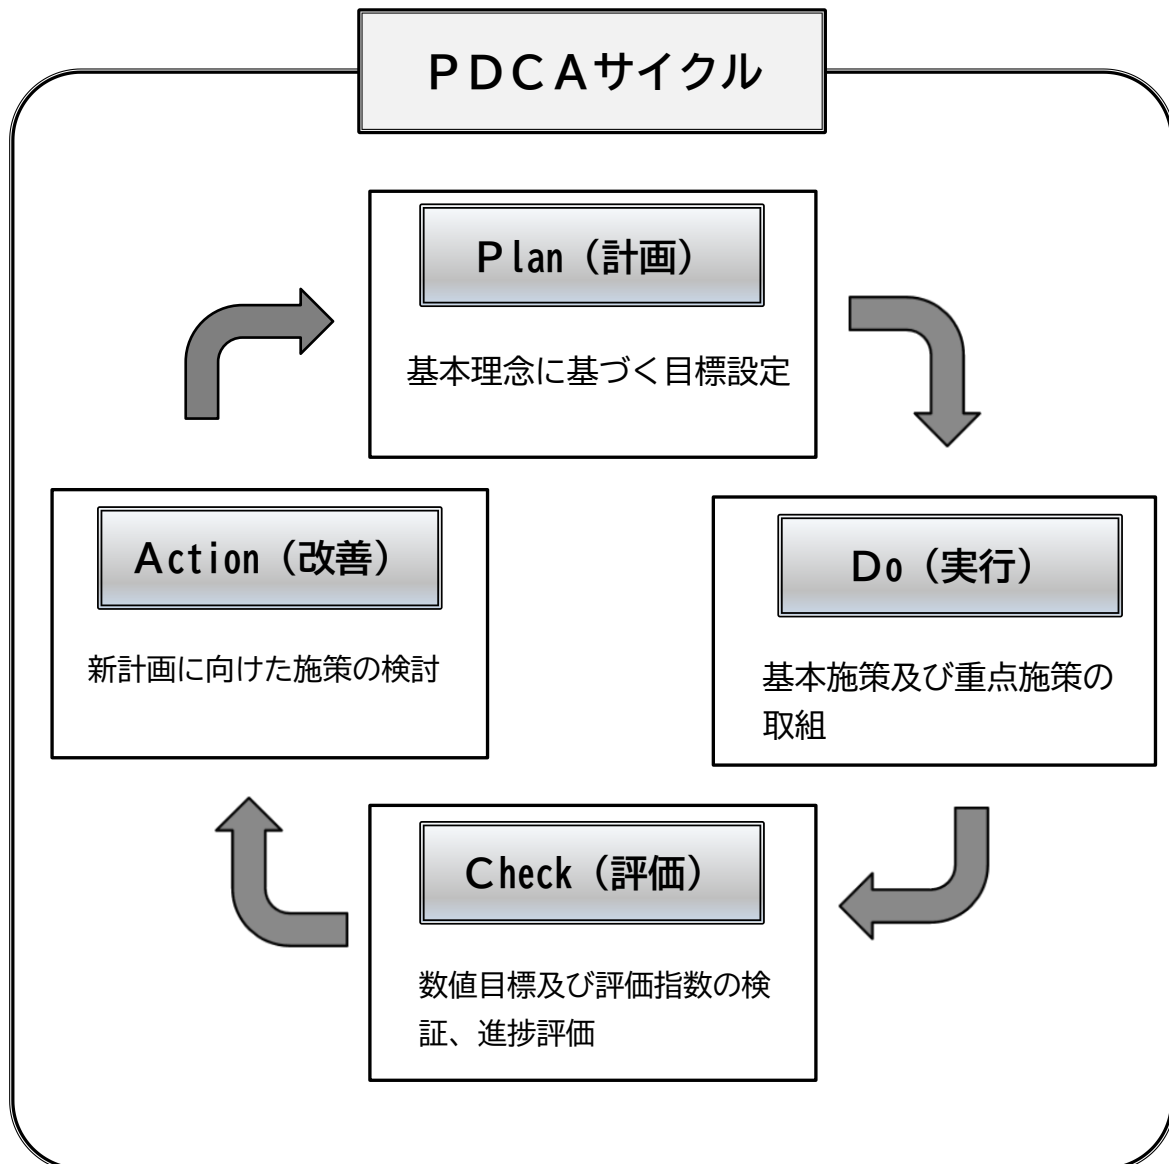 ＰＤＣＡサイクル
Ｐlan（計画）
基本理念に基づく目標設定
Ａction（改善）
新計画に向けた施策の検討
Ｄo（実行）
基本施策及び重点施策の
取組
Ｃheck（評価）
数値目標及び評価指数の検
証、進捗評価